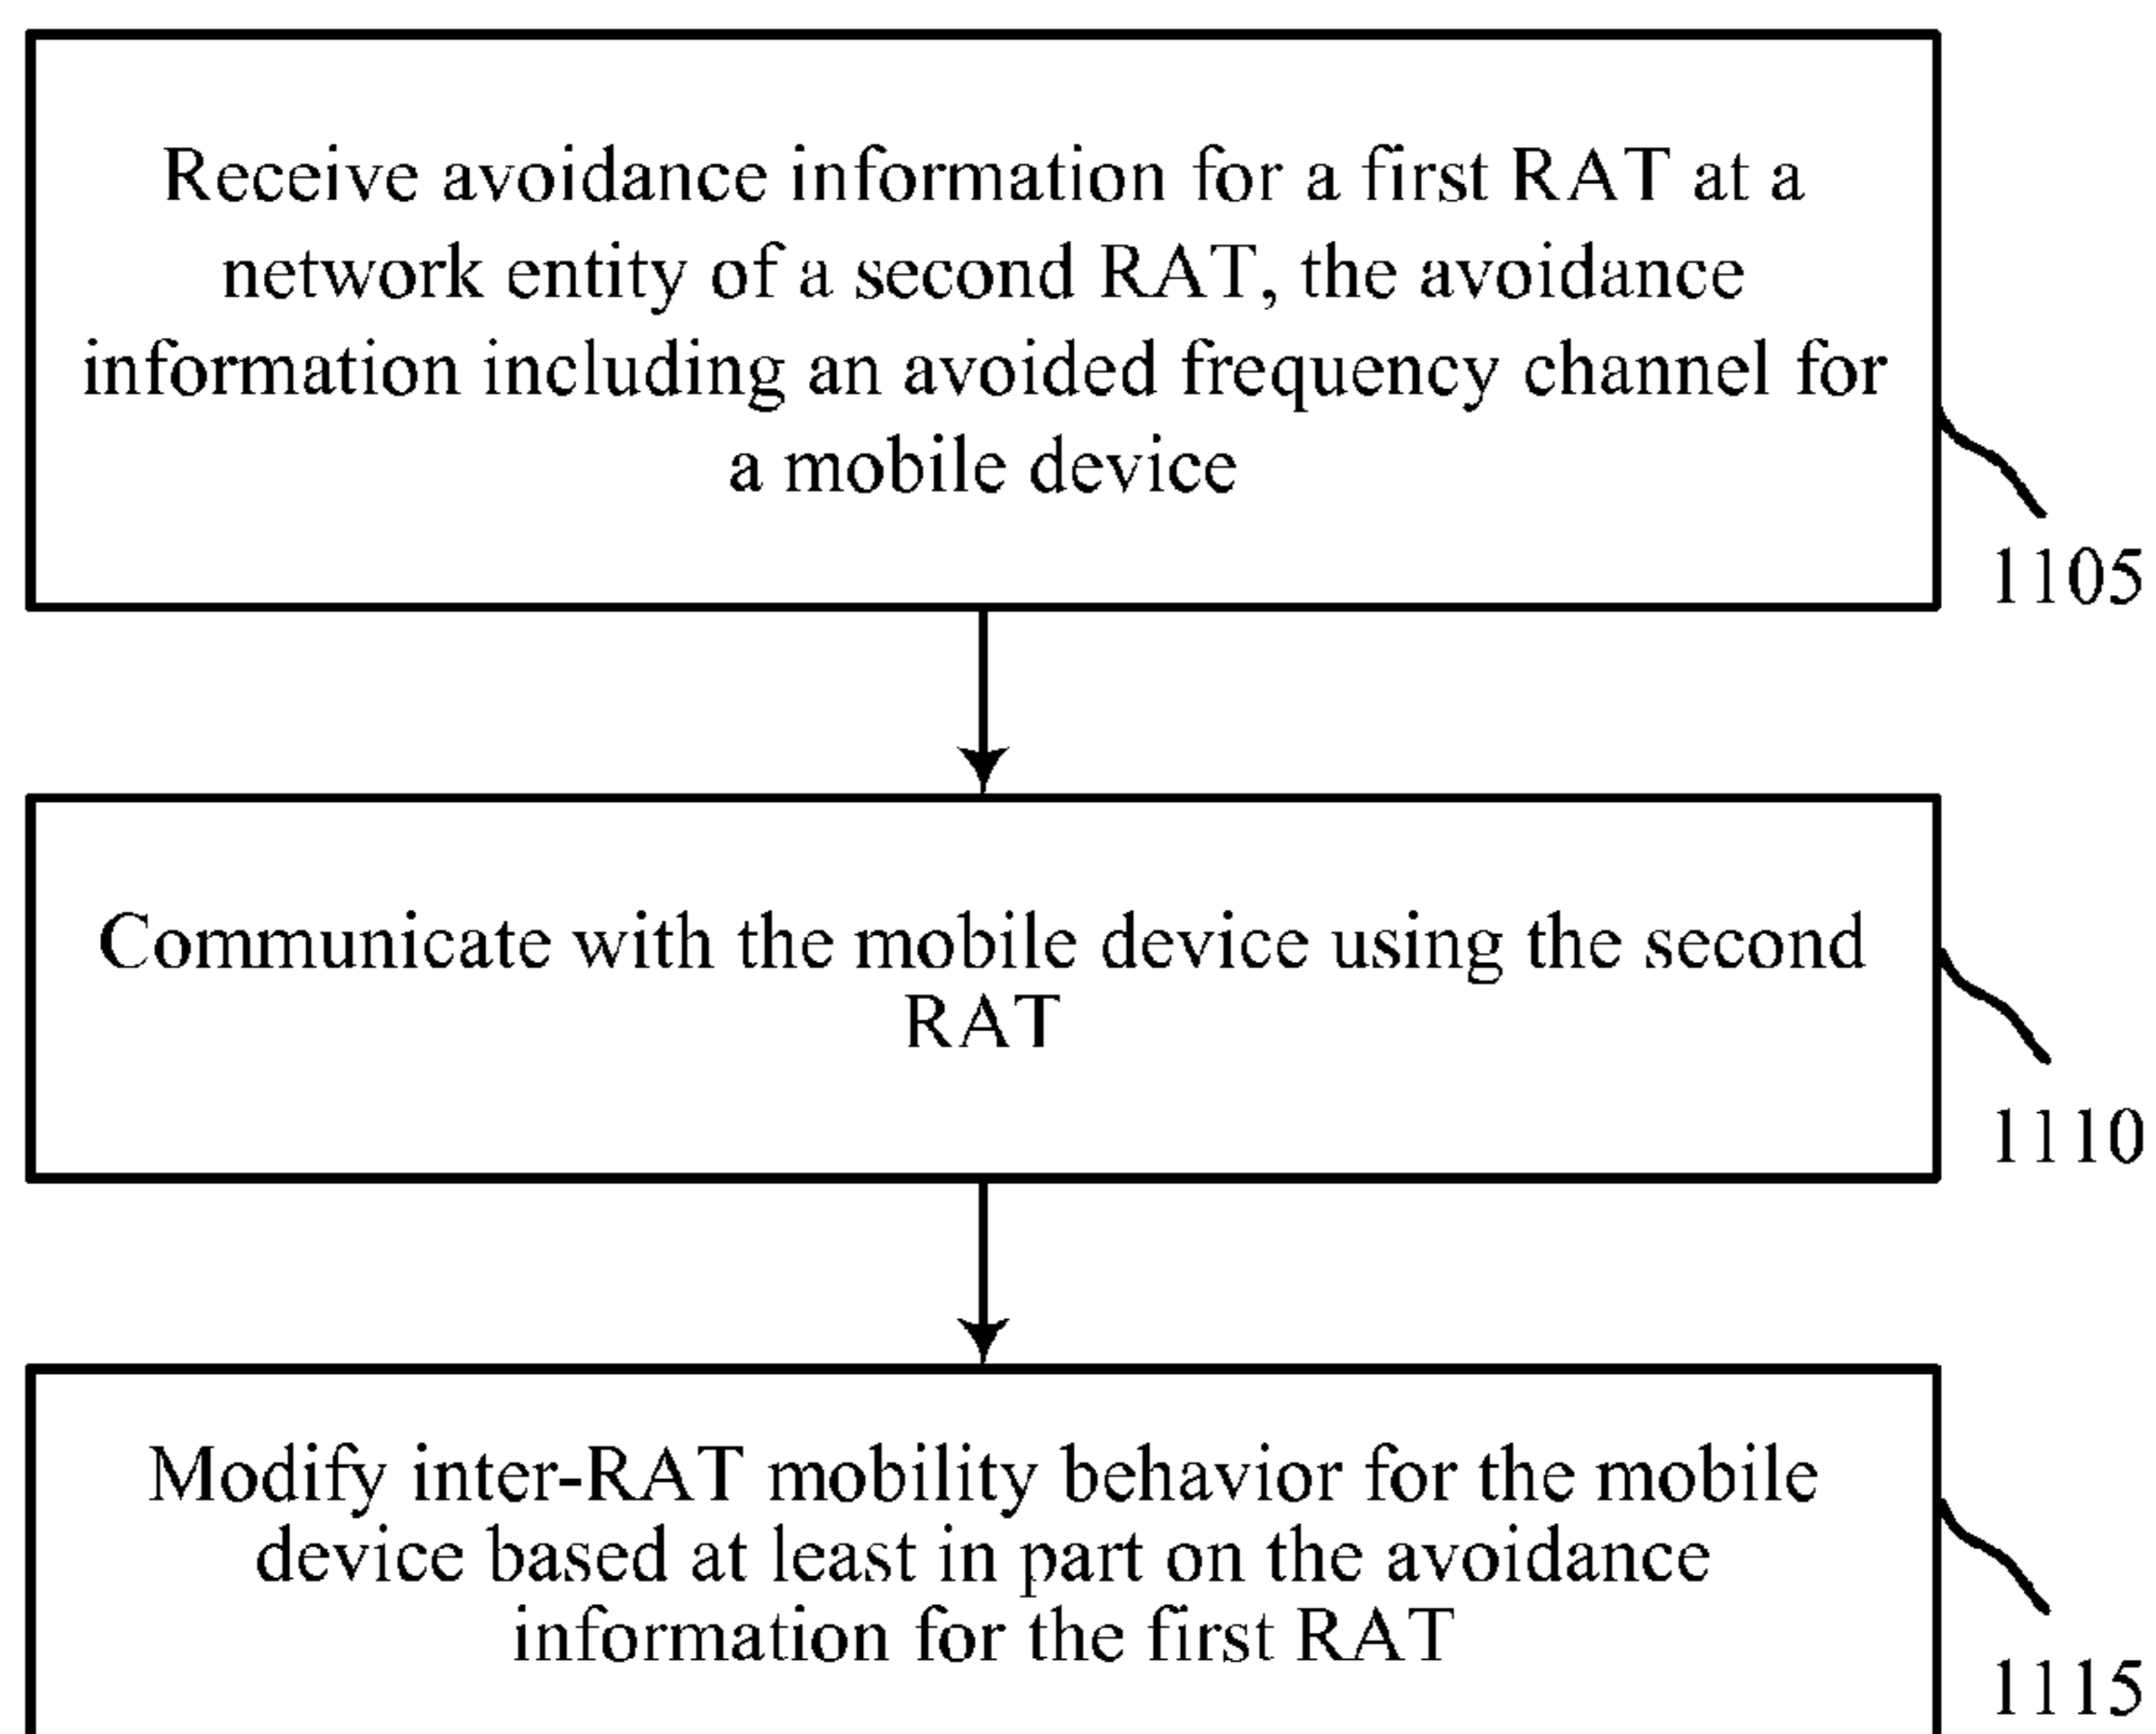 Receive avoidance information for a first RAT at a
network entity of a second RAT, the avoidance
information including an avoided frequency channel for
a mobile device
1105
Communicate with the mobile device using the second
RAT
1110
Modify inter-RAT mobility behavior for the mobile
device based at least in part on the avoidance
information for the first RAT
1115